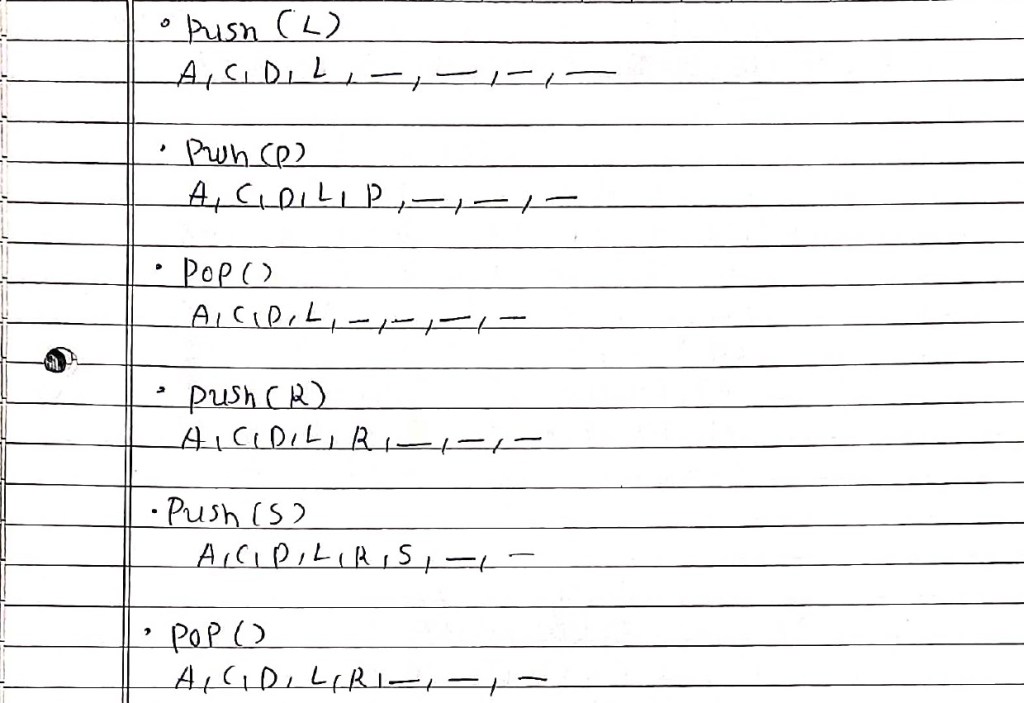 • Push (L)
A, C, D, L, —, —, —, —
• Push (P)
A, C, D, L, P, —, —, —
• POP ()
A, C, D, L, —, —, —, —
• push (R)
A, C, D, L, R, —, —, —
• Push (S)
A, C, D, L, R, S, —, —
• POP ()
A, C, D, L, R, —, —, —